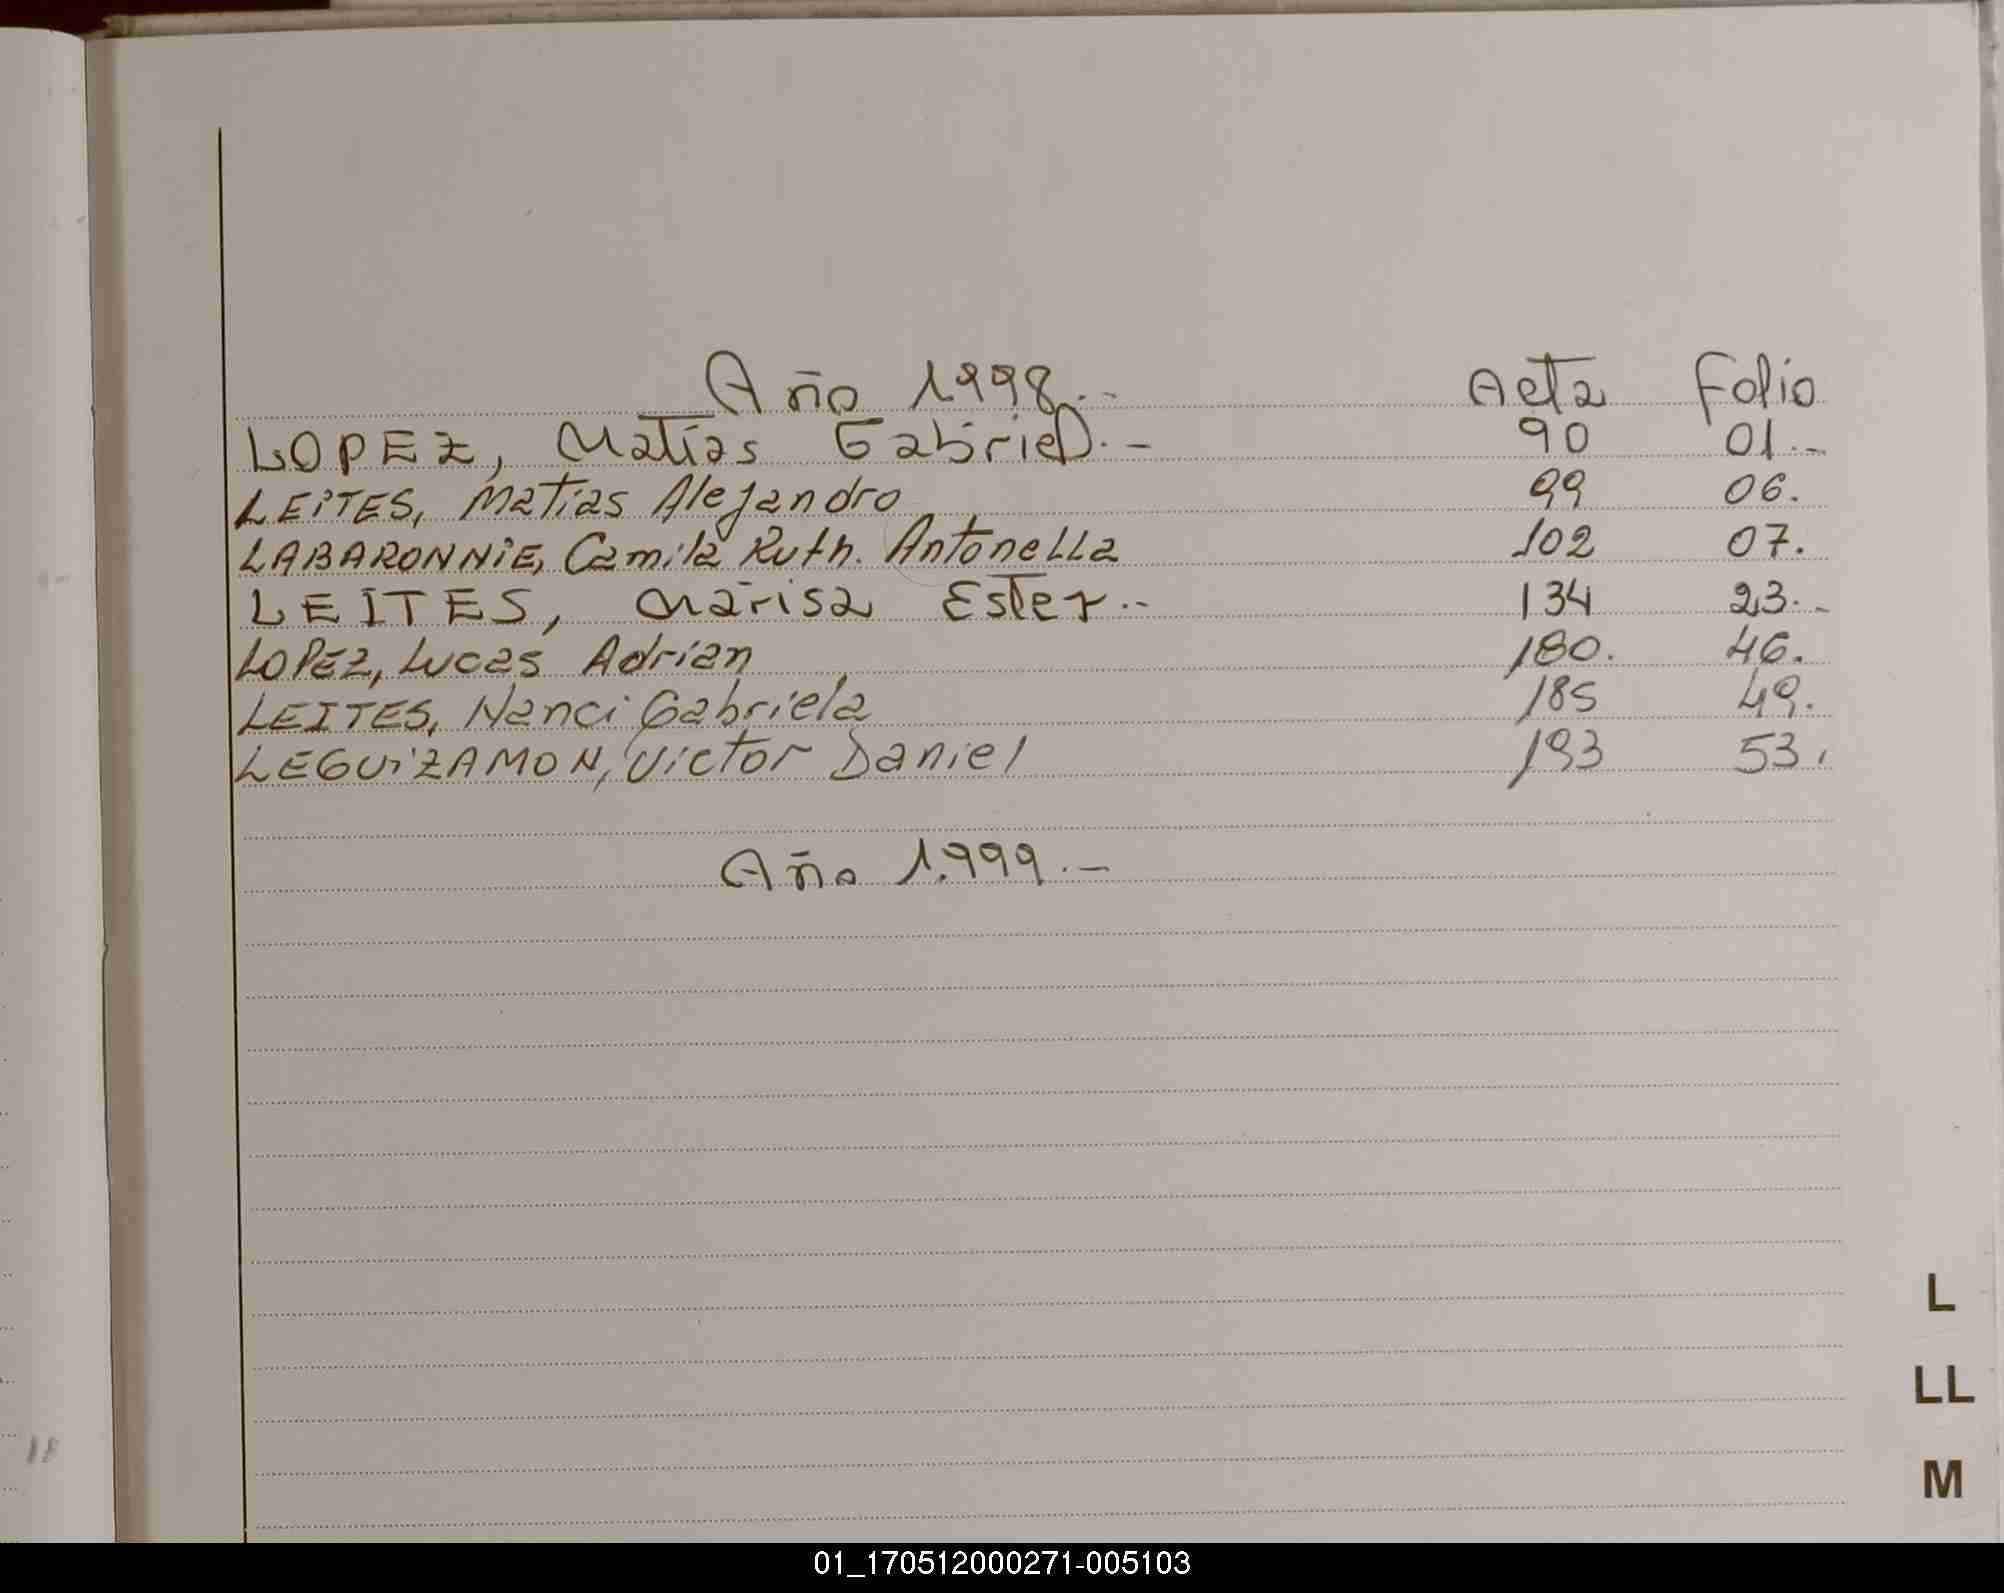 Año 1998.- Acta Folio
LOPEZ, Matías Gabriel.- 90 01.-
LEITES, Matías Alejandro 99 06.
LABARONNIE, Camila Ruth. Antonella 102 07.
LEITES, Marisa Ester.- 134 23.-
LOPEZ, Lucas Adrian 180. 46.
LEITES, Nanci Gabriela 185 49.
LEGUIZAMON, Victor Daniel 193 53.
Año 1.999.-
L
LL
M
18
01_170512000271-005103